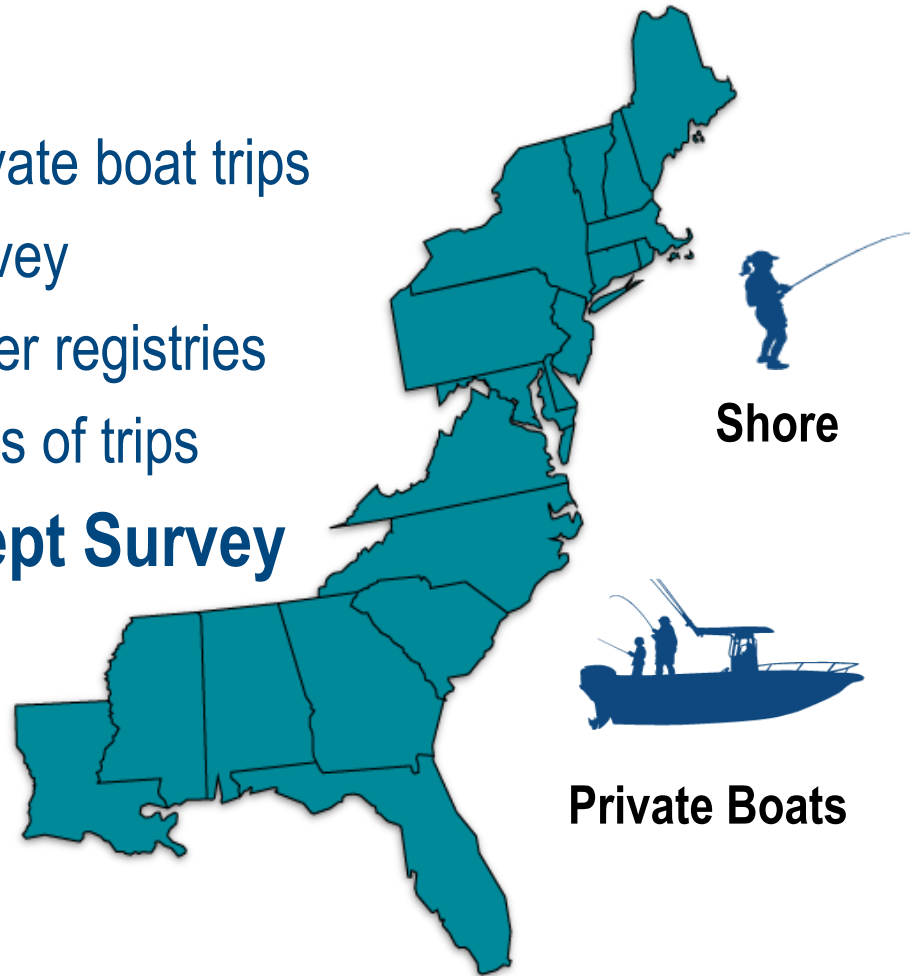 vate boat trips
vey
er registries
s of trips
ept Survey
Shore
Private Boats